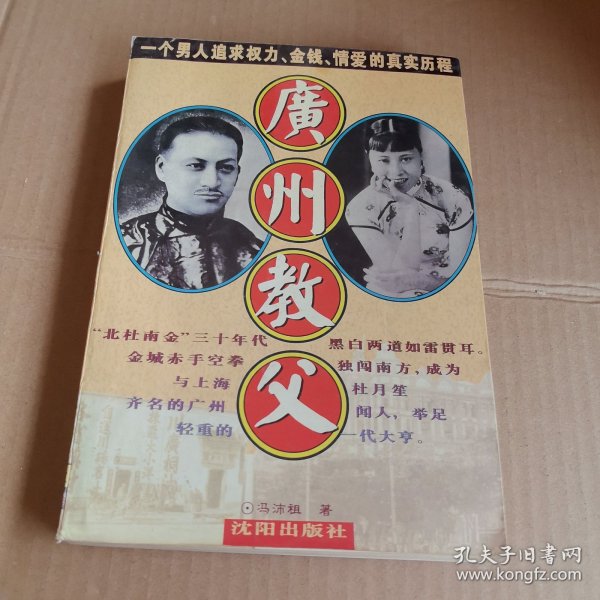 一个男人追求权力、金钱、情爱的真实历程
廣州教父
“北杜南金”三十年代
金城赤手空拳
与上海
齐名的广州
轻重的
黑白两道如雷贯耳。
独闯南方，成为
杜月笙
闻人，举足
一代大亨。
⊙冯沛祖 著
沈阳出版社
孔夫子旧书网
www.kongfz.com